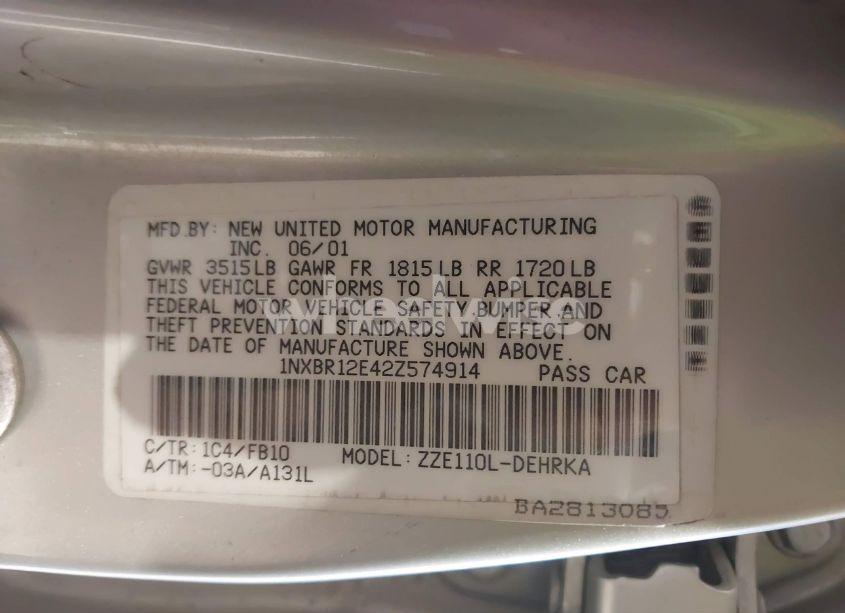 MFD.BY: NEW UNITED MOTOR MANUFACTURING
INC. 06/01
GVWR 3515LB GAWR FR 1815LB RR 1720LB
THIS VEHICLE CONFORMS TO ALL APPLICABLE
FEDERAL MOTOR VEHICLE SAFETY, BUMPER, AND
THEFT PREVENTION STANDARDS IN EFFECT ON
THE DATE OF MANUFACTURE SHOWN ABOVE.
1NXBR12E42Z574914 PASS CAR
C/TR: 1C4/FB10 MODEL: ZZE110L-DEHRKA
A/TM: -03A/A131L
BA2813085